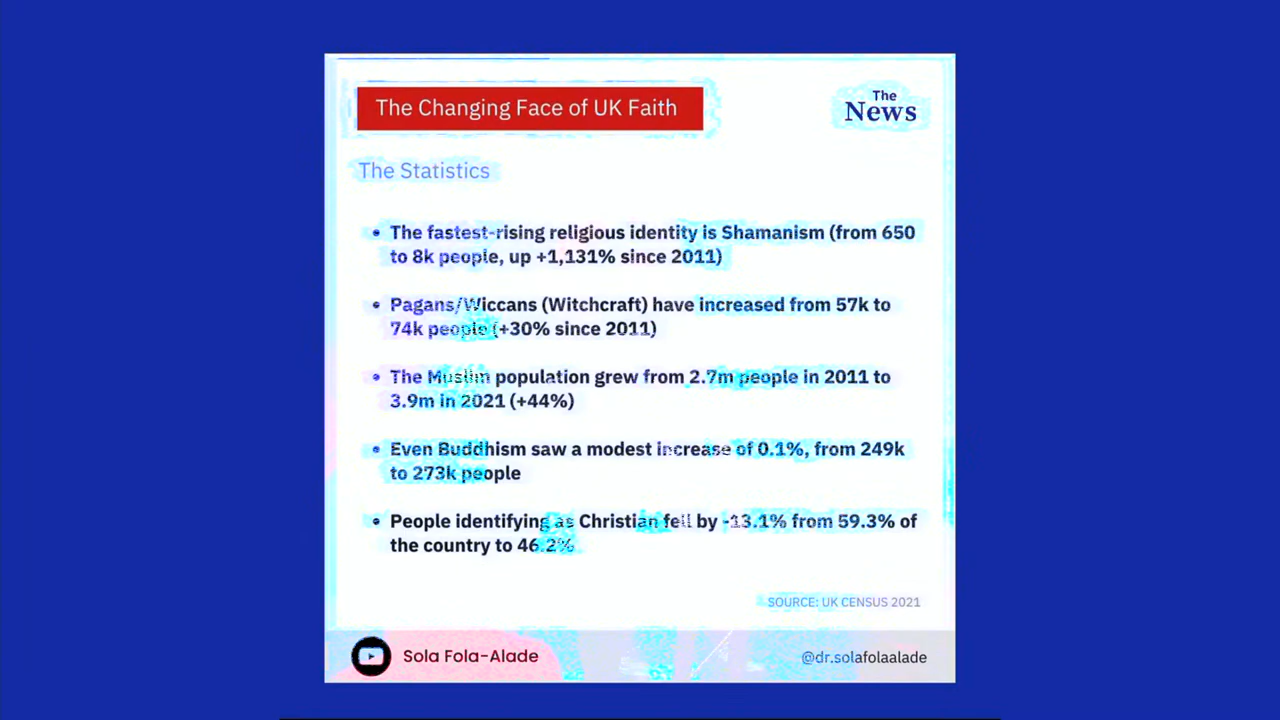 The Changing Face of UK Faith
The
News
The Statistics
• The fastest-rising religious identity is Shamanism (from 650
to 8k people, up +1,131% since 2011)
• Pagans/Wiccans (Witchcraft) have increased from 57k to
74k people (+30% since 2011)
• The Muslim population grew from 2.7m people in 2011 to
3.9m in 2021 (+44%)
• Even Buddhism saw a modest increase of 0.1%, from 249k
to 273k people
• People identifying as Christian fell by -13.1% from 59.3% of
the country to 46.2%
SOURCE: UK CENSUS 2021
Sola Fola-Alade
@dr.solafolaalade